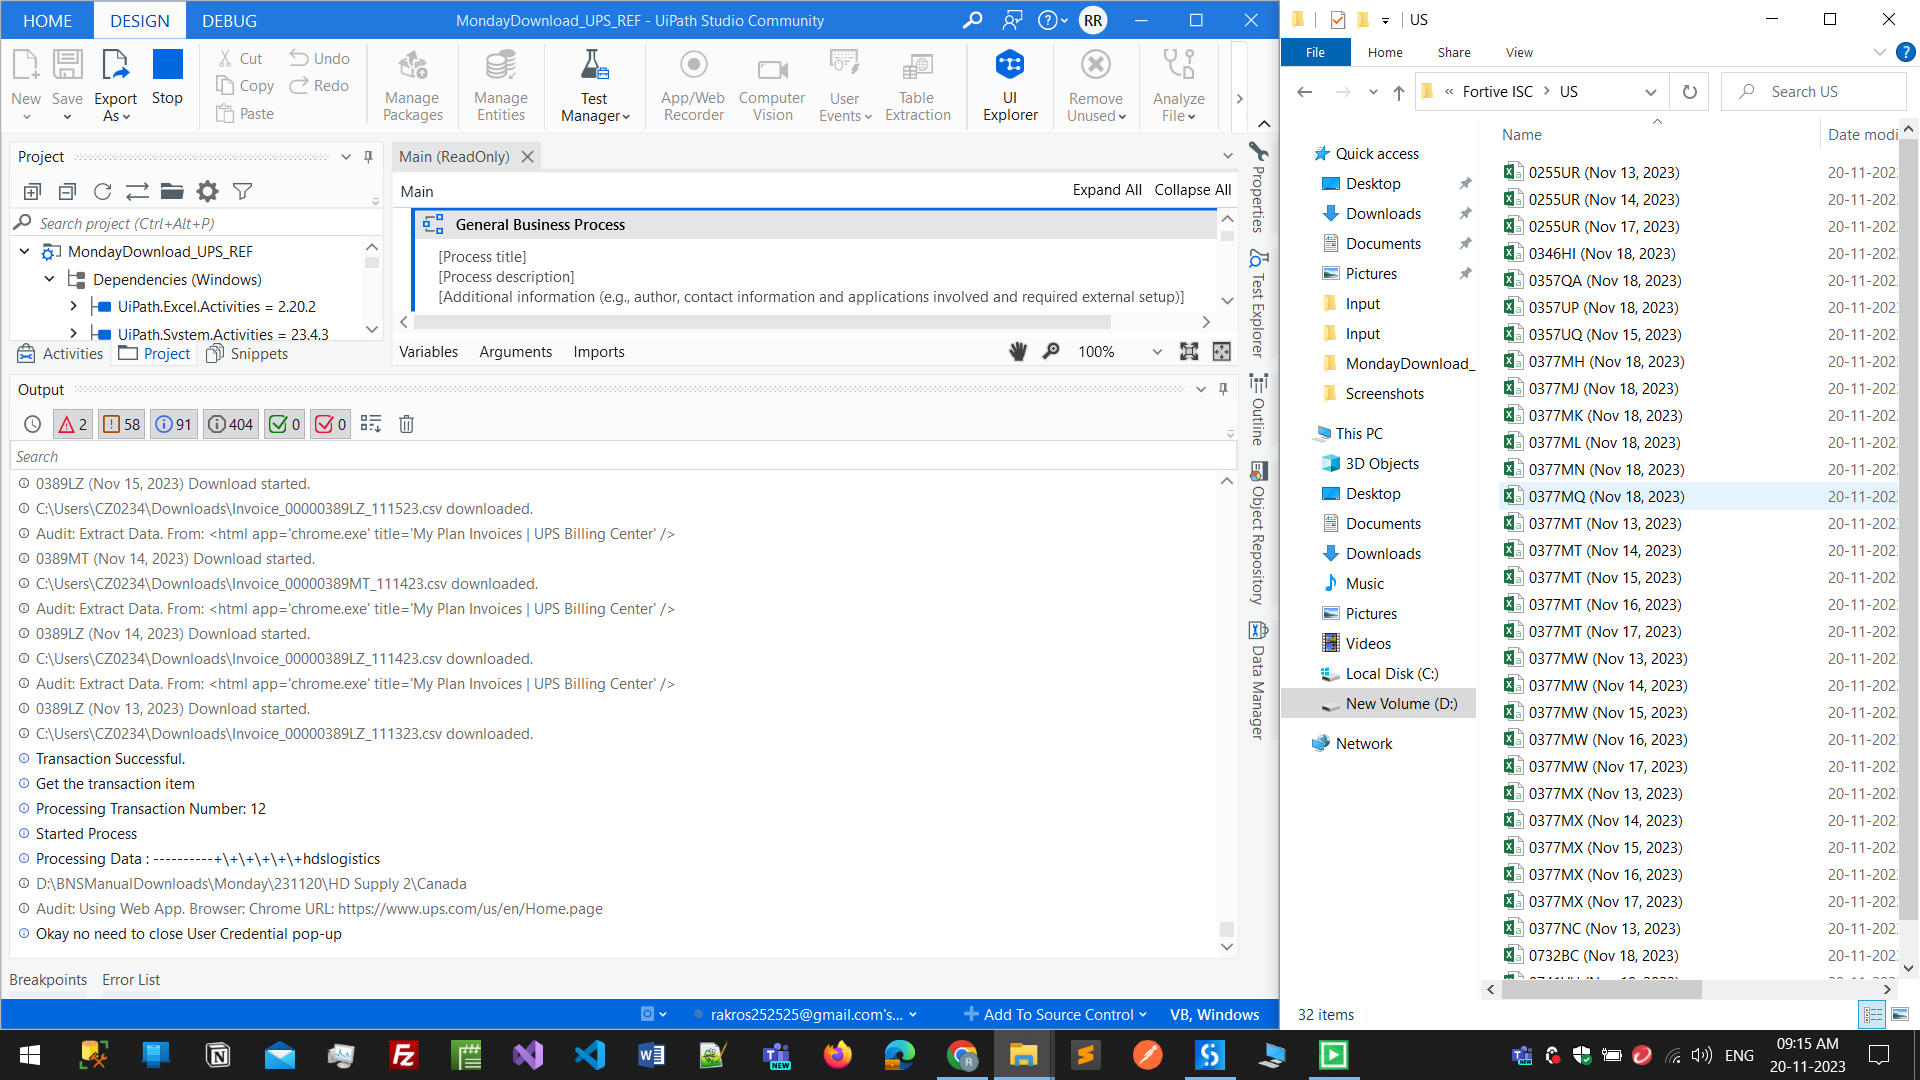 HOME DESIGN DEBUG MondayDownload_UPS_REF - UiPath Studio Community RR
New Save Export As Stop Cut Copy Paste Undo Redo Manage Packages Manage Entities Test Manager App/Web Recorder Computer Vision User Events Table Extraction UI Explorer Remove Unused Analyze File
Project
Search project (Ctrl+Alt+P)
MondayDownload_UPS_REF
Dependencies (Windows)
UiPath.Excel.Activities = 2.20.2
UiPath.System.Activities = 23.4.3
Activities Project Snippets
Main (ReadOnly)
Main Expand All Collapse All
General Business Process
[Process title]
[Process description]
[Additional information (e.g., author, contact information and applications involved and required external setup)]
Variables Arguments Imports 100%
Properties
Test Explorer
Outline
Object Repository
Data Manager
Output
2 58 91 404 0 0
Search
0389LZ (Nov 15, 2023) Download started.
C:\Users\CZ0234\Downloads\Invoice_00000389LZ_111523.csv downloaded.
Audit: Extract Data. From: <html app='chrome.exe' title='My Plan Invoices | UPS Billing Center' />
0389MT (Nov 14, 2023) Download started.
C:\Users\CZ0234\Downloads\Invoice_00000389MT_111423.csv downloaded.
Audit: Extract Data. From: <html app='chrome.exe' title='My Plan Invoices | UPS Billing Center' />
0389LZ (Nov 14, 2023) Download started.
C:\Users\CZ0234\Downloads\Invoice_00000389LZ_111423.csv downloaded.
Audit: Extract Data. From: <html app='chrome.exe' title='My Plan Invoices | UPS Billing Center' />
0389LZ (Nov 13, 2023) Download started.
C:\Users\CZ0234\Downloads\Invoice_00000389LZ_111323.csv downloaded.
Transaction Successful.
Get the transaction item
Processing Transaction Number: 12
Started Process
Processing Data : ----------+\+\+\+\+\+\+hdslogistics
D:\BNSManualDownloads\Monday\231120\HD Supply 2\Canada
Audit: Using Web App. Browser: Chrome URL: https://www.ups.com/us/en/Home.page
Okay no need to close User Credential pop-up
Breakpoints Error List
rakros252525@gmail.com's... Add To Source Control VB, Windows
US
File Home Share View
« Fortive ISC > US Search US
Quick access
Desktop
Downloads
Documents
Pictures
Input
Input
MondayDownload_
Screenshots
This PC
3D Objects
Desktop
Documents
Downloads
Music
Pictures
Videos
Local Disk (C:)
New Volume (D:)
Network
Name Date modi
0255UR (Nov 13, 2023) 20-11-202
0255UR (Nov 14, 2023) 20-11-202
0255UR (Nov 17, 2023) 20-11-202
0346HI (Nov 18, 2023) 20-11-202
0357QA (Nov 18, 2023) 20-11-202
0357UP (Nov 18, 2023) 20-11-202
0357UQ (Nov 15, 2023) 20-11-202
0377MH (Nov 18, 2023) 20-11-202
0377MJ (Nov 18, 2023) 20-11-202
0377MK (Nov 18, 2023) 20-11-202
0377ML (Nov 18, 2023) 20-11-202
0377MN (Nov 18, 2023) 20-11-202
0377MQ (Nov 18, 2023) 20-11-202
0377MT (Nov 13, 2023) 20-11-202
0377MT (Nov 14, 2023) 20-11-202
0377MT (Nov 15, 2023) 20-11-202
0377MT (Nov 16, 2023) 20-11-202
0377MT (Nov 17, 2023) 20-11-202
0377MW (Nov 13, 2023) 20-11-202
0377MW (Nov 14, 2023) 20-11-202
0377MW (Nov 15, 2023) 20-11-202
0377MW (Nov 16, 2023) 20-11-202
0377MW (Nov 17, 2023) 20-11-202
0377MX (Nov 13, 2023) 20-11-202
0377MX (Nov 14, 2023) 20-11-202
0377MX (Nov 15, 2023) 20-11-202
0377MX (Nov 16, 2023) 20-11-202
0377MX (Nov 17, 2023) 20-11-202
0377NC (Nov 13, 2023) 20-11-202
0732BC (Nov 18, 2023) 20-11-202
32 items
ENG 09:15 AM
20-11-2023